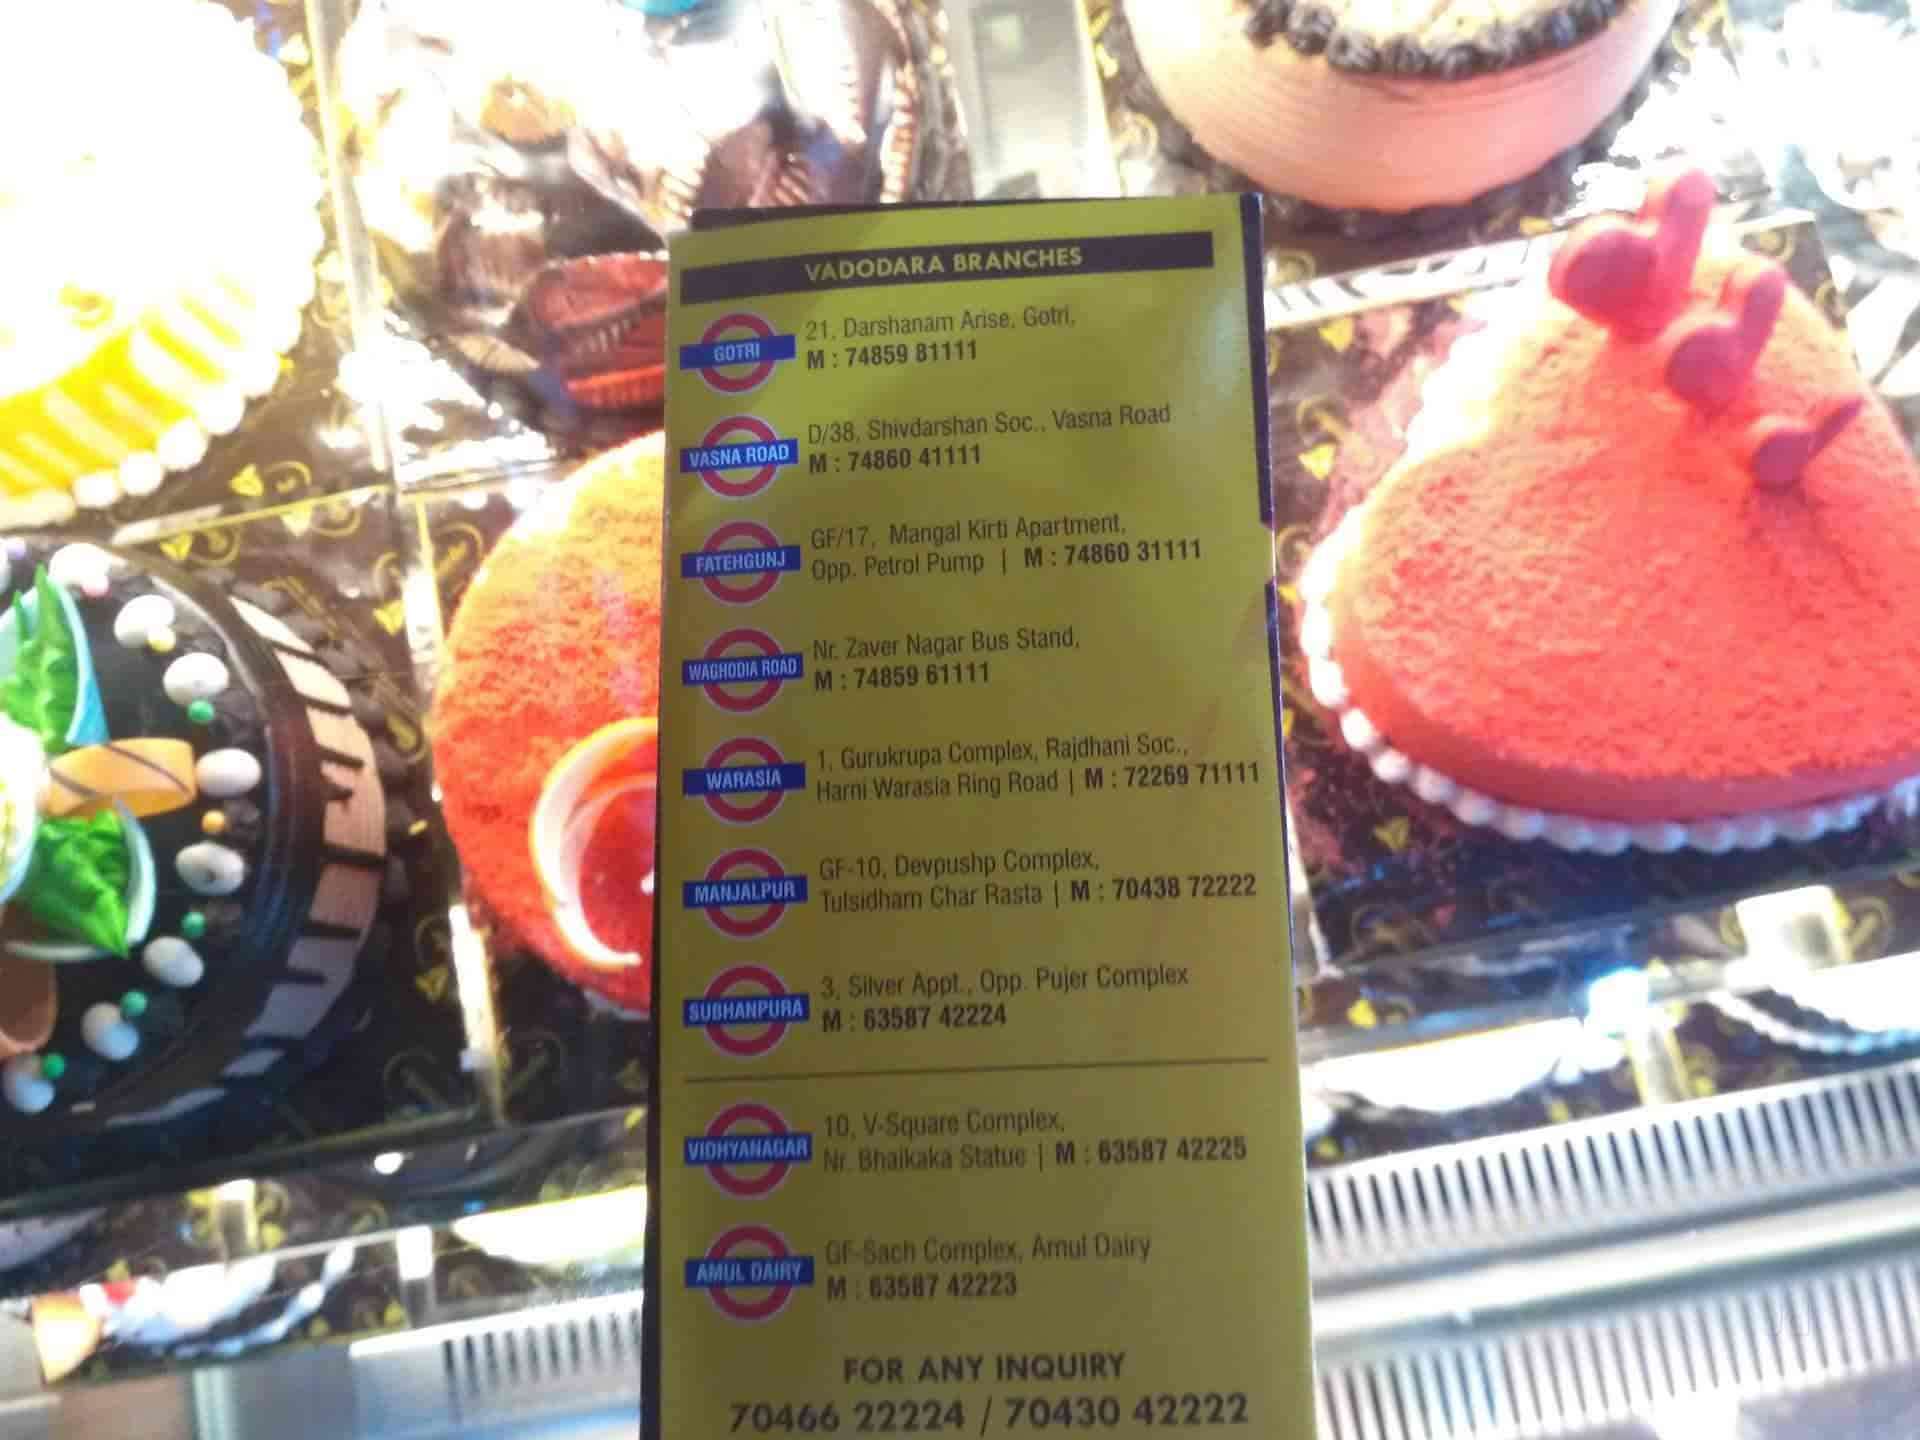 VADODARA BRANCHES
GOTRI
21, Darshanam Arise, Gotri,
M : 74859 81111
VASNA ROAD
D/38, Shivdarshan Soc., Vasna Road
M : 74860 41111
FATEHGUNJ
GF/17, Mangal Kirti Apartment,
Opp. Petrol Pump | M : 74860 31111
WAGHODIA ROAD
Nr. Zaver Nagar Bus Stand,
M : 74859 61111
WARASIA
1, Gurukrupa Complex, Rajdhani Soc.,
Harni Warasia Ring Road | M : 72269 71111
MANJALPUR
GF-10, Devpushp Complex,
Tulsidham Char Rasta | M : 70438 72222
SUBHANPURA
3, Silver Appt., Opp. Pujer Complex
M : 63587 42224
VIDHYANAGAR
10, V-Square Complex,
Nr. Bhaikaka Statue | M : 63587 42225
AMUL DAIRY
GF-Sach Complex, Amul Dairy
M : 63587 42223
FOR ANY INQUIRY
70466 22224 / 70430 42222